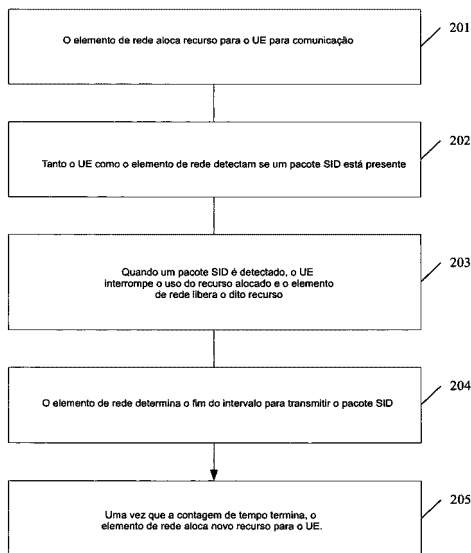 O elemento de rede aloca recurso para o UE para comunicação
201
Tanto o UE como o elemento de rede detectam se um pacote SID está presente
202
Quando um pacote SID é detectado, o UE
interrompe o uso do recurso alocado e o elemento
de rede libera o dito recurso
203
O elemento de rede determina o fim do intervalo para transmitir o pacote SID
204
Uma vez que a contagem de tempo termina, o
elemento de rede aloca novo recurso para o UE.
205